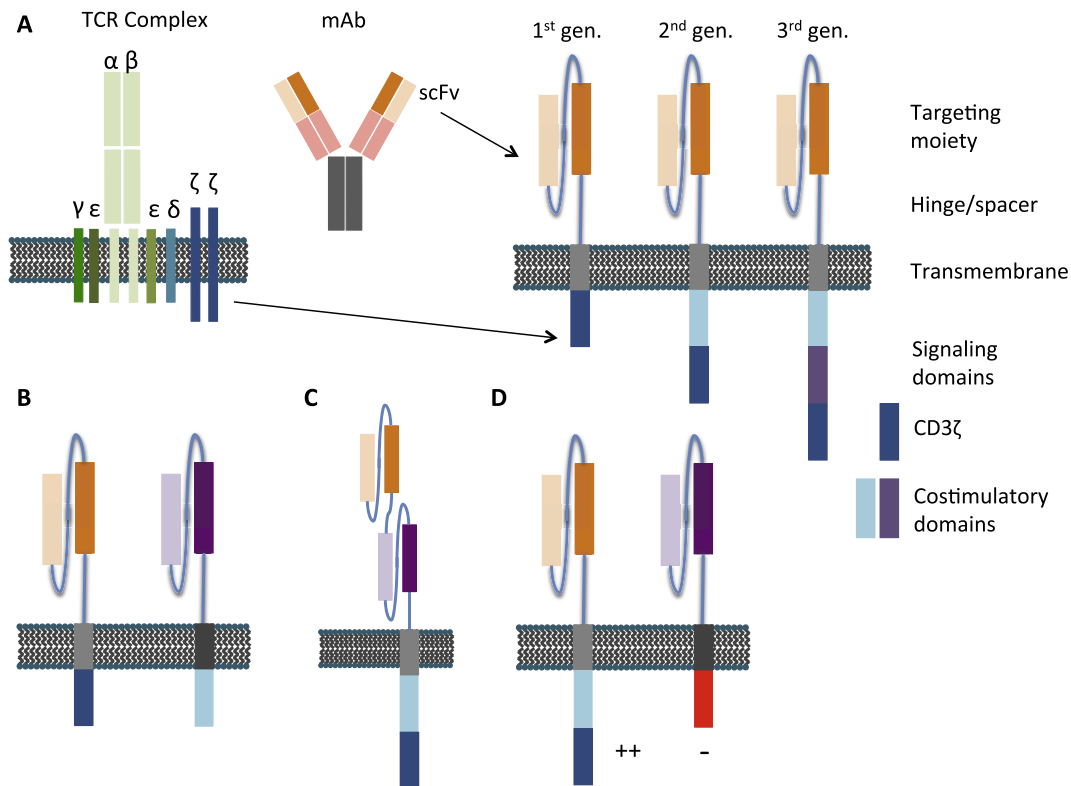 A
TCR Complex
mAb
1st gen.
2nd gen.
3rd gen.
α β
scFv
Targeting
moiety
ζ ζ
γ ε ε δ
Hinge/spacer
Transmembrane
Signaling
domains
B
C
D
CD3ζ
Costimulatory
domains
++
-